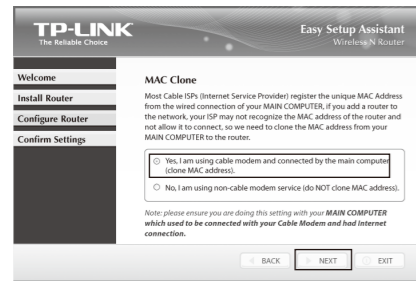 TP-LINK
The Reliable Choice
Easy Setup Assistant
Wireless N Router
Welcome
Install Router
Configure Router
Confirm Settings
MAC Clone
Most Cable ISPs (Internet Service Provider) register the unique MAC Address
from the wired connection of your MAIN COMPUTER, if you add a router to
the network, your ISP may not recognize the MAC address of the router and
not allow it to connect, so we need to clone the MAC address from your
MAIN COMPUTER to the router.
Yes, I am using cable modem and connected by the main computer
(clone MAC address).
No, I am using non-cable modem service (do NOT clone MAC address).
Note: please ensure you are doing this setting with your MAIN COMPUTER
which used to be connected with your Cable Modem and had Internet
connection.
BACK
NEXT
EXIT